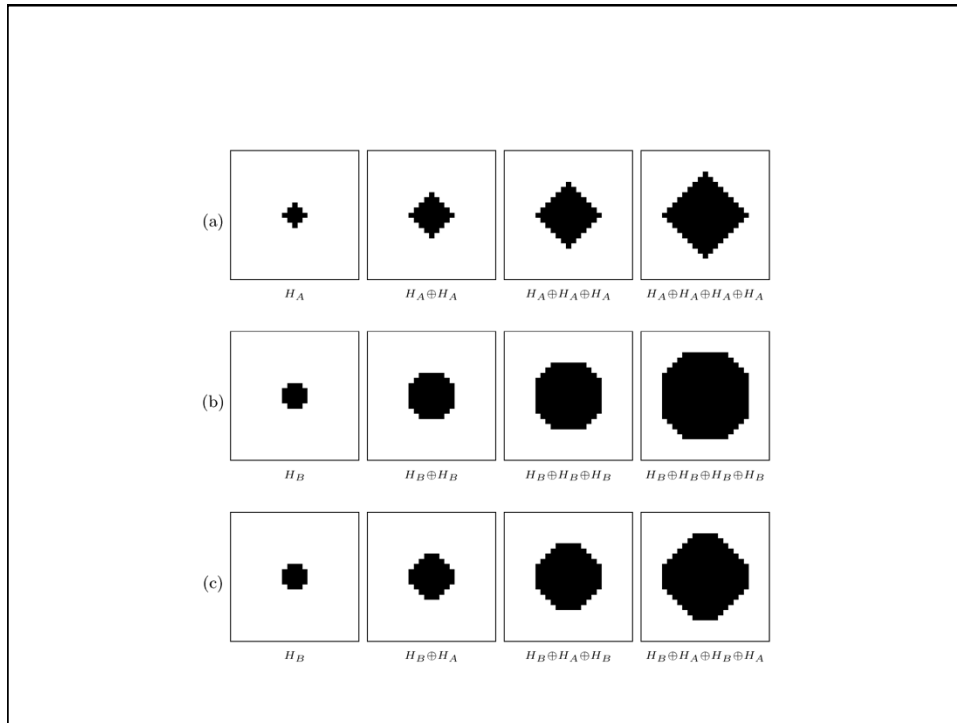 (a)
H_A H_A⊕H_A H_A⊕H_A⊕H_A H_A⊕H_A⊕H_A⊕H_A
(b)
H_B H_B⊕H_B H_B⊕H_B⊕H_B H_B⊕H_B⊕H_B⊕H_B
(c)
H_B H_B⊕H_A H_B⊕H_A⊕H_B H_B⊕H_A⊕H_B⊕H_A